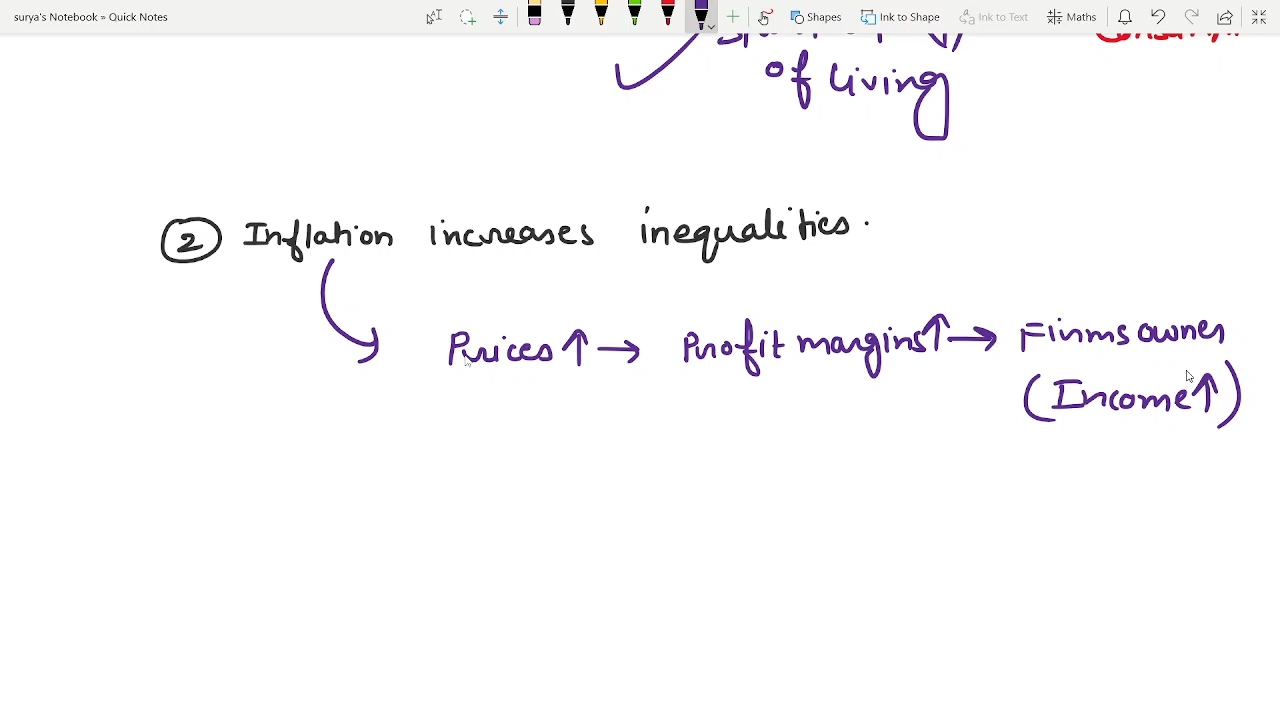 surya's Notebook » Quick Notes
Shapes
Ink to Shape
Ink to Text
Maths
of living
2 Inflation increases inequalities.
Prices ↑ → Profit margins ↑ → Firms owner
(Income ↑)